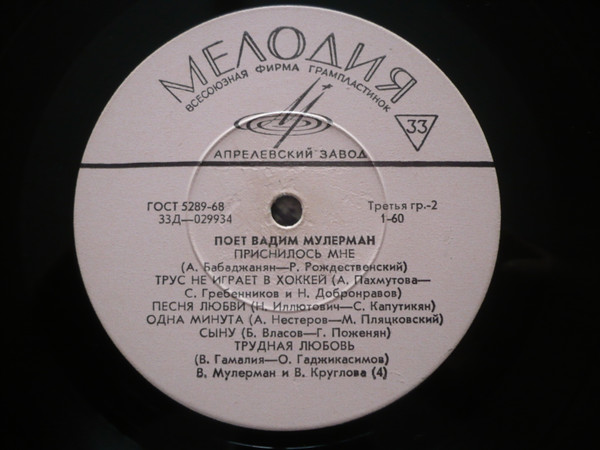 МЕЛОДИЯ
ВСЕСОЮЗНАЯ ФИРМА ГРАМПЛАСТИНОК
33
АПРЕЛЕВСКИЙ ЗАВОД
ГОСТ 5289-68 Третья гр.-2
33Д—029934 1-60
ПОЕТ ВАДИМ МУЛЕРМАН
ПРИСНИЛОСЬ МНЕ
(А. Бабаджанян—Р. Рождественский)
ТРУС НЕ ИГРАЕТ В ХОККЕЙ (А. Пахмутова—
С. Гребенников и Н. Добронравов)
ПЕСНЯ ЛЮБВИ (Н. Иллютович—С. Капутикян)
ОДНА МИНУТА (А. Нестеров—М. Пляцковский)
СЫНУ (Б. Власов—Г. Поженян)
ТРУДНАЯ ЛЮБОВЬ
(В. Гамалия—О. Гаджикасимов)
В. Мулерман и В. Круглова (4)